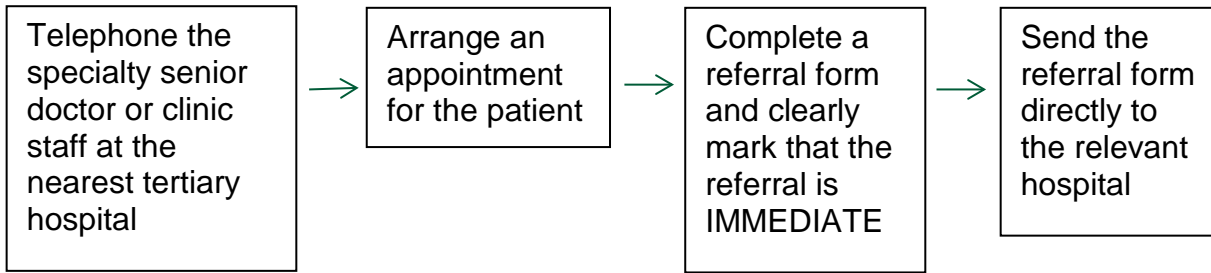 Telephone the
specialty senior
doctor or clinic
staff at the
nearest tertiary
hospital
Arrange an
appointment
for the patient
Complete a
referral form
and clearly
mark that the
referral is
IMMEDIATE
Send the
referral form
directly to
the relevant
hospital